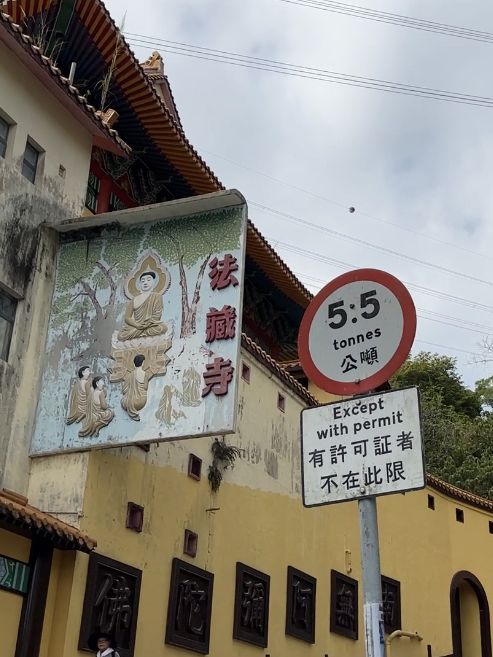 法藏寺
5·5
tonnes
公噸
Except
with permit
有許可証者
不在此限
佛陀彌阿無南